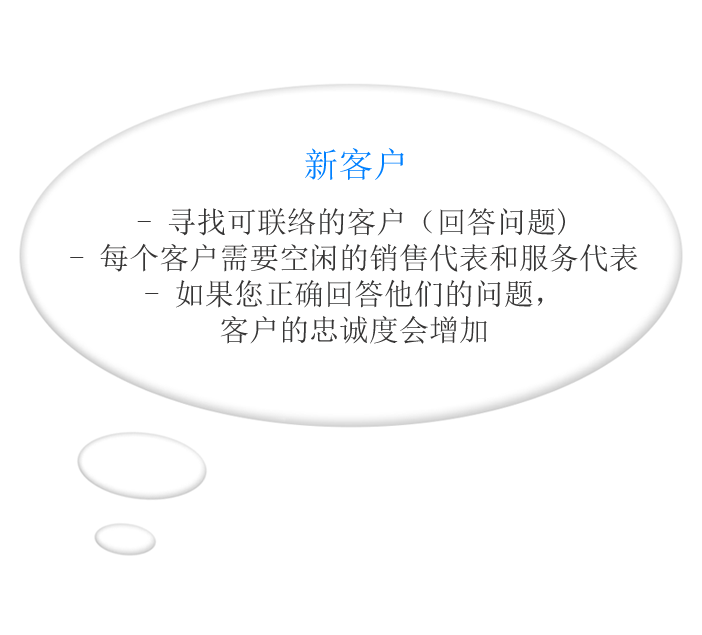 新客户
- 寻找可联络的客户（回答问题)
- 每个客户需要空闲的销售代表和服务代表
- 如果您正确回答他们的问题，
客户的忠诚度会增加